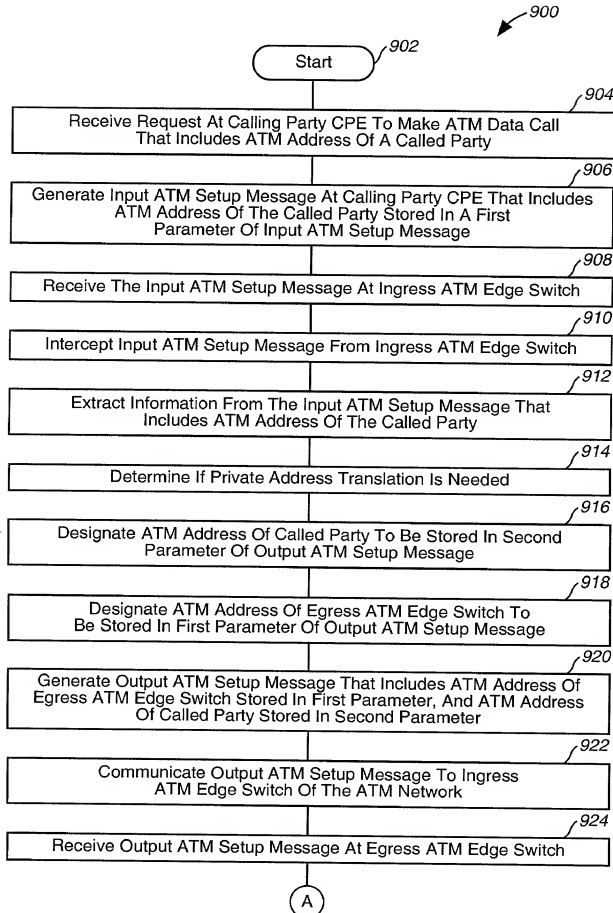 900
Start
902
904
Receive Request At Calling Party CPE To Make ATM Data Call
That Includes ATM Address Of A Called Party
906
Generate Input ATM Setup Message At Calling Party CPE That Includes
ATM Address Of The Called Party Stored In A First
Parameter Of Input ATM Setup Message
908
Receive The Input ATM Setup Message At Ingress ATM Edge Switch
910
Intercept Input ATM Setup Message From Ingress ATM Edge Switch
912
Extract Information From The Input ATM Setup Message That
Includes ATM Address Of The Called Party
914
Determine If Private Address Translation Is Needed
916
Designate ATM Address Of Called Party To Be Stored In Second
Parameter Of Output ATM Setup Message
918
Designate ATM Address Of Egress ATM Edge Switch To
Be Stored In First Parameter Of Output ATM Setup Message
920
Generate Output ATM Setup Message That Includes ATM Address Of
Egress ATM Edge Switch Stored In First Parameter, And ATM Address
Of Called Party Stored In Second Parameter
922
Communicate Output ATM Setup Message To Ingress
ATM Edge Switch Of The ATM Network
924
Receive Output ATM Setup Message At Egress ATM Edge Switch
A